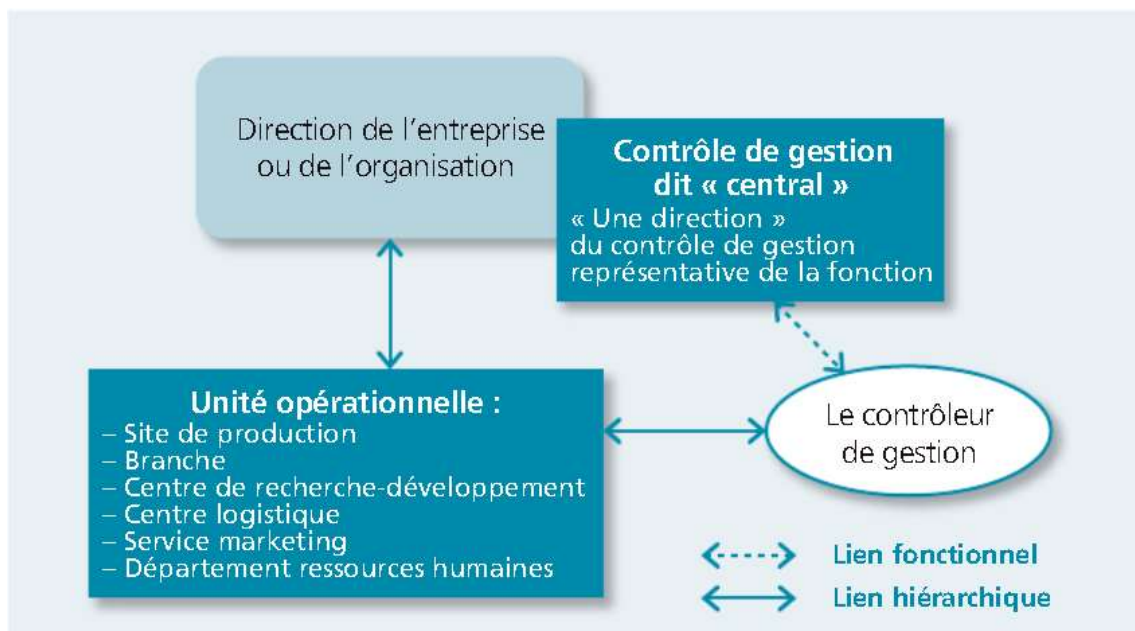 Direction de l'entreprise
ou de l'organisation
Contrôle de gestion
dit « central »
« Une direction »
du contrôle de gestion
représentative de la fonction
Unité opérationnelle :
– Site de production
– Branche
– Centre de recherche-développement
– Centre logistique
– Service marketing
– Département ressources humaines
Le contrôleur
de gestion
Lien fonctionnel
Lien hiérarchique